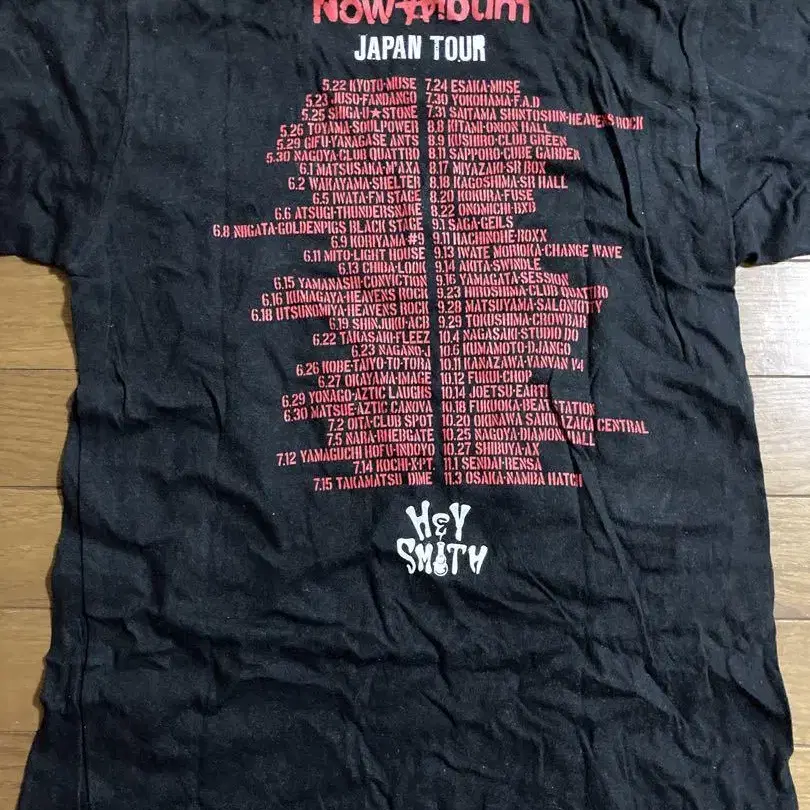 Now Album
JAPAN TOUR
5.22 KYOTO-MUSE
5.23 JUSO-FANDANGO
5.25 SHIGA-U★STONE
5.26 TOYAMA-SOULPOWER
5.29 GIFU-YANAGASE ANTS
5.30 NAGOYA-CLUB QUATTRO
6.1 MATSUSAKA-M'AXA
6.2 WAKAYAMA-SHELTER
6.5 IWATA-FM STAGE
6.6 ATSUGI-THUNDERSNAKE
6.8 NIIGATA-GOLDENPIGS BLACK STAGE
6.9 KORIYAMA #9
6.11 MITO-LIGHT HOUSE
6.13 CHIBA-LOOK
6.15 YAMANASHI-CONVICTION
6.16 KUMAGAYA-HEAVENS ROCK
6.18 UTSUNOMIYA-HEAVENS ROCK
6.19 SHINJUKU-ACB
6.22 TAKASAKI-FLEEZ
6.23 NAGANO-J
6.26 KOBE-TAIYO-TO-TORA
6.27 OKAYAMA-IMAGE
6.29 YONAGO-AZTIC LAUGHS
6.30 MATSUE-AZTIC CANOVA
7.2 OITA-CLUB SPOT
7.5 NARA-RHEBGATE
7.12 YAMAGUCHI HOFU-INDOYO
7.14 KOCHI-X-PT.
7.15 TAKAMATSU DIME
7.24 ESAKA-MUSE
7.30 YOKOHAMA-F.A.D
7.31 SAITAMA SHINTOSHIN-HEAVENS ROCK
8.8 KITAMI-ONION HALL
8.9 KUSHIRO-CLUB GREEN
8.11 SAPPORO-CUBE GARDEN
8.17 MIYAZAKI-SR BOX
8.18 KAGOSHIMA-SR HALL
8.20 KOKURA-FUSE
8.22 ONOMICHI-BXB
9.1 SAGA-GEILS
9.11 HACHINOHE-ROXX
9.13 IWATE MORIOKA-CHANGE WAVE
9.14 AKITA-SWINDLE
9.16 YAMAGATA-SESSION
9.23 HIROSHIMA-CLUB QUATTRO
9.28 MATSUYAMA-SALONKITTY
9.29 TOKUSHIMA-CROWBAR
10.4 NAGASAKI-STUDIO DO
10.6 KUMAMOTO-DJANGO
10.11 KANAZAWA-VANVAN V4
10.12 FUKUI-CHOP
10.14 JOETSU-EARTH
10.18 FUKUOKA-BEAT STATION
10.20 OKINAWA SAKURAZAKA CENTRAL
10.25 NAGOYA-DIAMOND HALL
10.27 SHIBUYA-AX
11.1 SENDAI-RENSA
11.3 OSAKA-NAMBA HATCH
HEY
SMITH